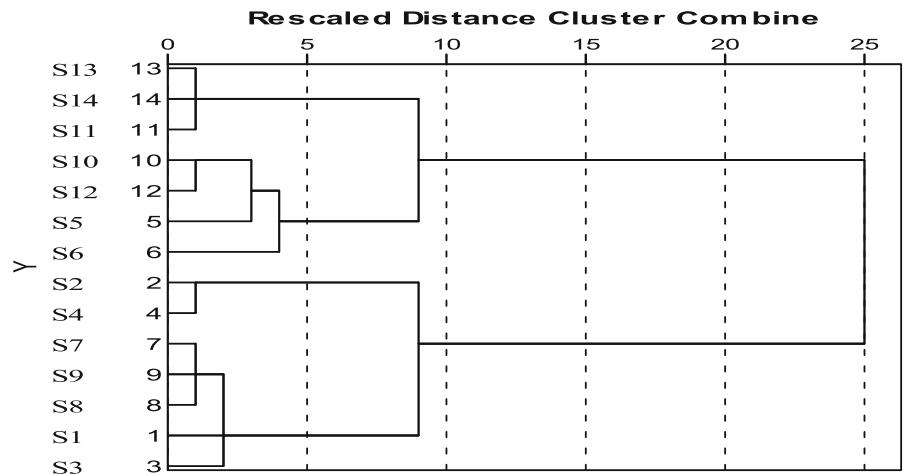 Rescaled Distance Cluster Combine
0 5 10 15 20 25
S13 13
S14 14
S11 11
S10 10
S12 12
S5 5
S6 6
Y
S2 2
S4 4
S7 7
S9 9
S8 8
S1 1
S3 3